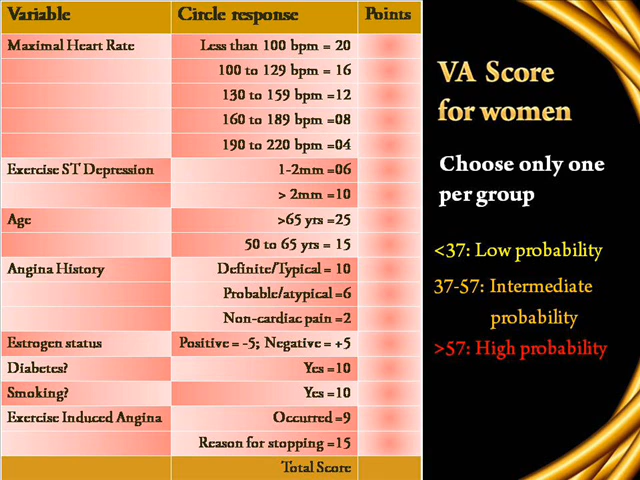 Variable Circle response Points
Maximal Heart Rate Less than 100 bpm = 20
100 to 129 bpm = 16
130 to 159 bpm =12
160 to 189 bpm =08
190 to 220 bpm =04
Exercise ST Depression 1-2mm =06
> 2mm =10
Age >65 yrs =25
50 to 65 yrs = 15
Angina History Definite/Typical = 10
Probable/atypical =6
Non-cardiac pain =2
Estrogen status Positive = -5; Negative = +5
Diabetes? Yes =10
Smoking? Yes =10
Exercise Induced Angina Occurred =9
Reason for stopping =15
Total Score
VA Score
for women
Choose only one
per group
<37: Low probability
37-57: Intermediate
probability
>57: High probability